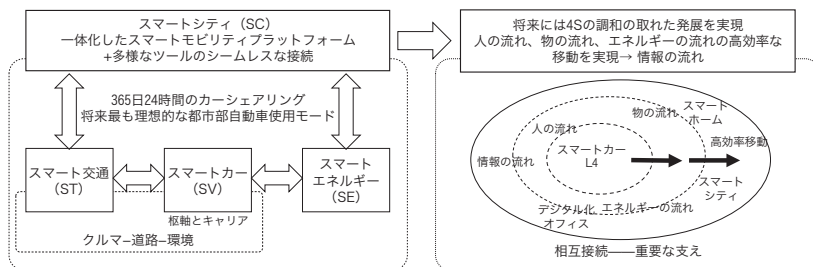 スマートシティ（SC）
一体化したスマートモビリティプラットフォーム
+多様なツールのシームレスな接続
365日24時間のカーシェアリング
将来最も理想的な都市部自動車使用モード
スマート交通
（ST）
スマートカー
（SV）
スマート
エネルギー
（SE）
枢軸とキャリア
クルマ–道路–環境
将来には4Sの調和の取れた発展を実現
人の流れ、物の流れ、エネルギーの流れの高効率な
移動を実現→ 情報の流れ
物の流れ
スマート
ホーム
人の流れ
高効率移動
スマートカー
L4
情報の流れ
スマート
シティ
デジタル化
オフィス
エネルギーの流れ
相互接続——重要な支え